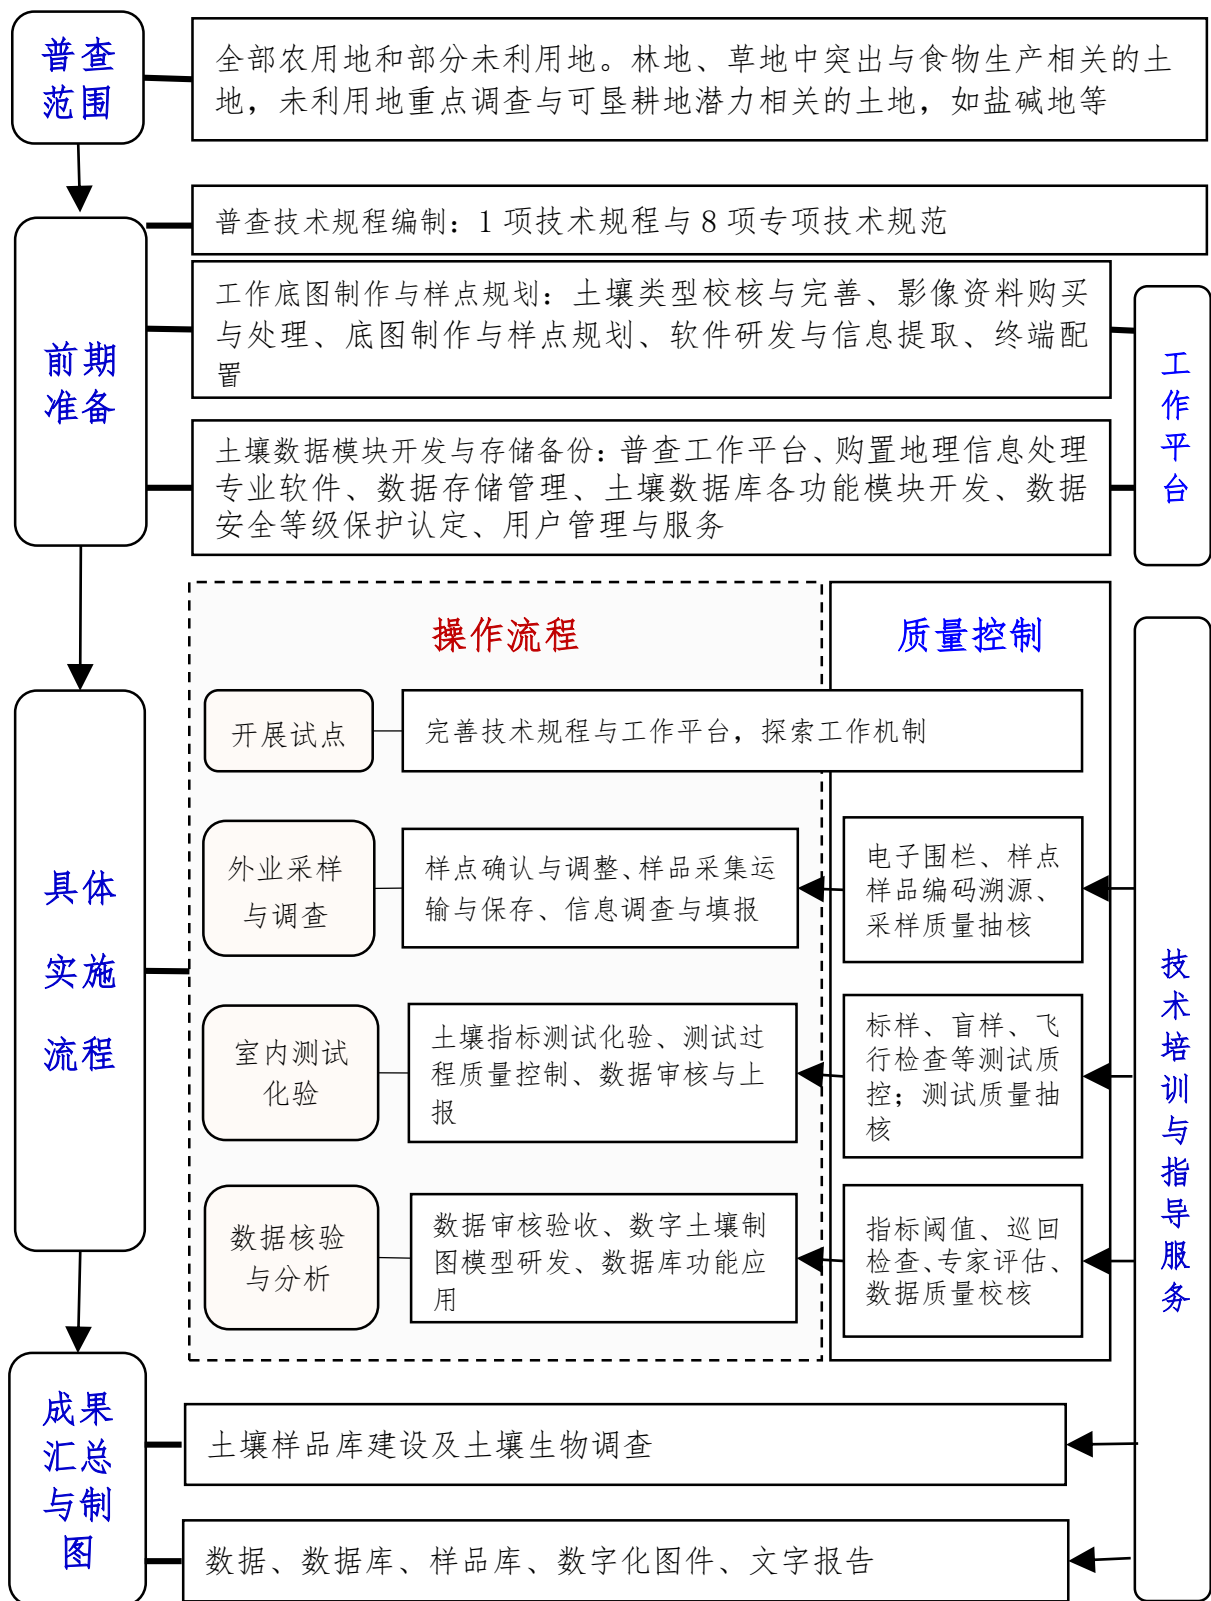 普查
范围
全部农用地和部分未利用地。林地、草地中突出与食物生产相关的土
地，未利用地重点调查与可垦耕地潜力相关的土地，如盐碱地等
前期
准备
普查技术规程编制：1 项技术规程与 8 项专项技术规范
工作底图制作与样点规划：土壤类型校核与完善、影像资料购买
与处理、底图制作与样点规划、软件研发与信息提取、终端配
置
土壤数据模块开发与存储备份：普查工作平台、购置地理信息处理
专业软件、数据存储管理、土壤数据库各功能模块开发、数据
安全等级保护认定、用户管理与服务
工
作
平
台
具体
实施
流程
操作流程
质量控制
开展试点
完善技术规程与工作平台，探索工作机制
外业采样
与调查
样点确认与调整、样品采集运
输与保存、信息调查与填报
电子围栏、样点
样品编码溯源、
采样质量抽核
室内测试
化验
土壤指标测试化验、测试过
程质量控制、数据审核与上
报
标样、盲样、飞
行检查等测试质
控；测试质量抽
核
数据核验
与分析
数据审核验收、数字土壤制
图模型研发、数据库功能应
用
指标阈值、巡回
检查、专家评估、
数据质量校核
技
术
培
训
与
指
导
服
务
成果
汇总
与制
图
土壤样品库建设及土壤生物调查
数据、数据库、样品库、数字化图件、文字报告